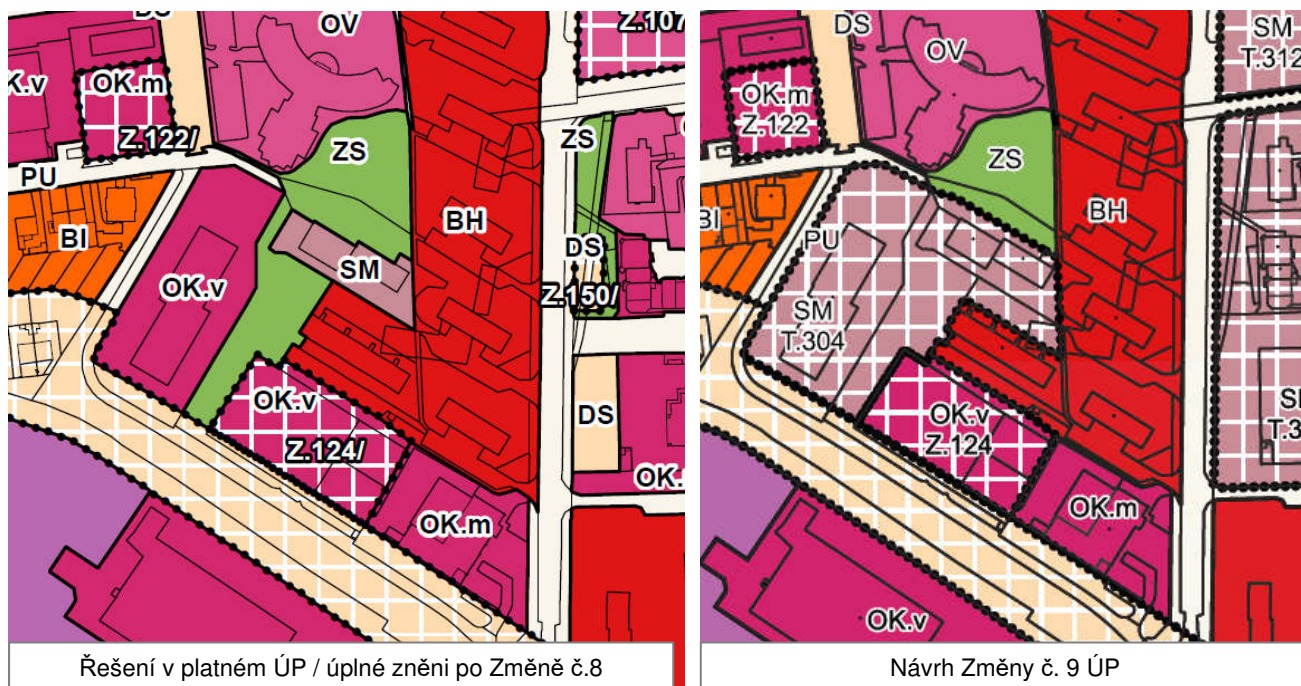 DS
OV
Z.107
K.v
OK.m
Z.122/
ZS
ZS
PU
BI
BH
DS
SM
OK.v
Z.150/
OK.v
DS
Z.124/
OK.
OK.m
Řešení v platném ÚP / úplné zněni po Změně č.8
DS
OV
SM
T.312
OK.m
Z.122
ZS
BI
PU
BH
SM
T.304
OK.v
Z.124
OK.m
OK.v
Návrh Změny č. 9 ÚP